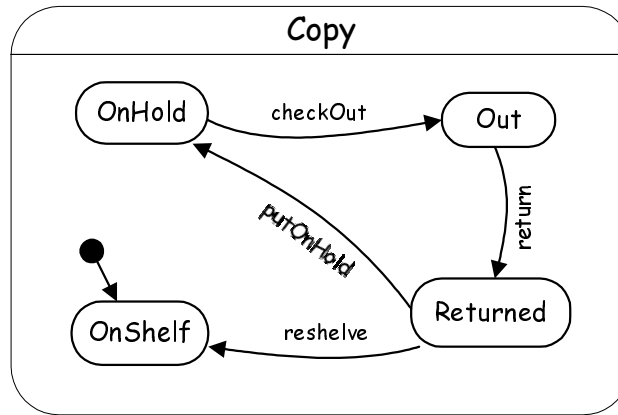 Copy
OnHold
checkOut
Out
putOnHold
return
OnShelf
reshelve
Returned